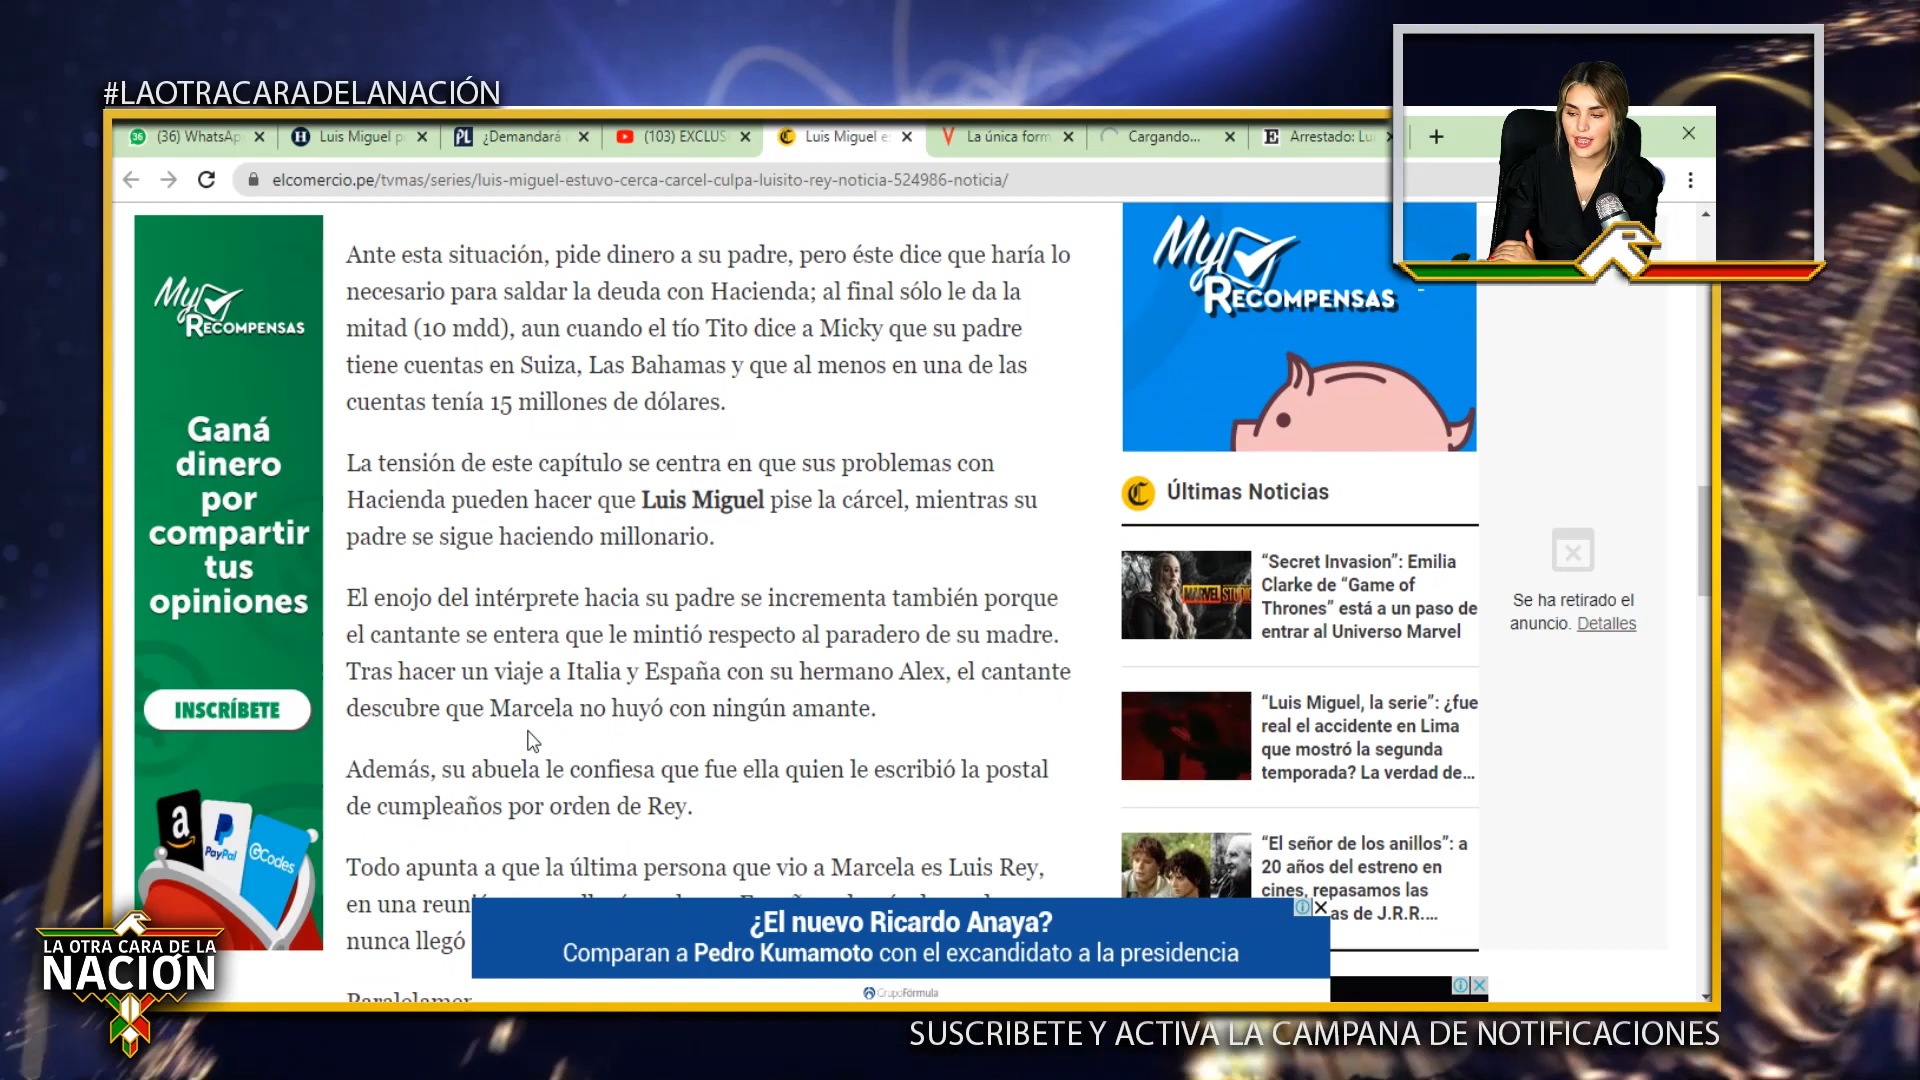 #LAOTRACARADELANACIÓN
(36) WhatsAp
Luis Miguel p
¿Demandará
(103) EXCLUS
Luis Miguel e
La única form
Cargando...
Arrestado: Lu
elcomercio.pe/tvmas/series/luis-miguel-estuvo-cerca-carcel-culpa-luisito-rey-noticia-524986-noticia/
My
RECOMPENSAS
Ganá
dinero
por
compartir
tus
opiniones
INSCRÍBETE
a
PayPal
GCodes
Ante esta situación, pide dinero a su padre, pero éste dice que haría lo
necesario para saldar la deuda con Hacienda; al final sólo le da la
mitad (10 mdd), aun cuando el tío Tito dice a Micky que su padre
tiene cuentas en Suiza, Las Bahamas y que al menos en una de las
cuentas tenía 15 millones de dólares.
La tensión de este capítulo se centra en que sus problemas con
Hacienda pueden hacer que Luis Miguel pise la cárcel, mientras su
padre se sigue haciendo millonario.
El enojo del intérprete hacia su padre se incrementa también porque
el cantante se entera que le mintió respecto al paradero de su madre.
Tras hacer un viaje a Italia y España con su hermano Alex, el cantante
descubre que Marcela no huyó con ningún amante.
Además, su abuela le confiesa que fue ella quien le escribió la postal
de cumpleaños por orden de Rey.
Todo apunta a que la última persona que vio a Marcela es Luis Rey,
en una reuni
nunca llegó
My
RECOMPENSAS
Últimas Noticias
MARVEL STUDIO
“Secret Invasion”: Emilia
Clarke de “Game of
Thrones” está a un paso de
entrar al Universo Marvel
“Luis Miguel, la serie”: ¿fue
real el accidente en Lima
que mostró la segunda
temporada? La verdad de...
“El señor de los anillos”: a
20 años del estreno en
cines, repasamos las
as de J.R.R....
Se ha retirado el
anuncio. Detalles
¿El nuevo Ricardo Anaya?
Comparan a Pedro Kumamoto con el excandidato a la presidencia
GrupoFórmula
LA OTRA CARA DE LA
NACIÓN
SUSCRIBETE Y ACTIVA LA CAMPANA DE NOTIFICACIONES